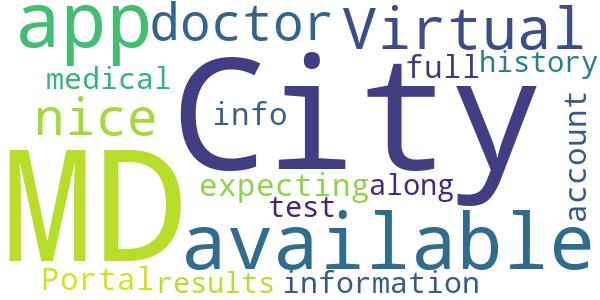 app doctor Virtual
medical City full history
nice info
MD expecting along account
test
available
Portal results information